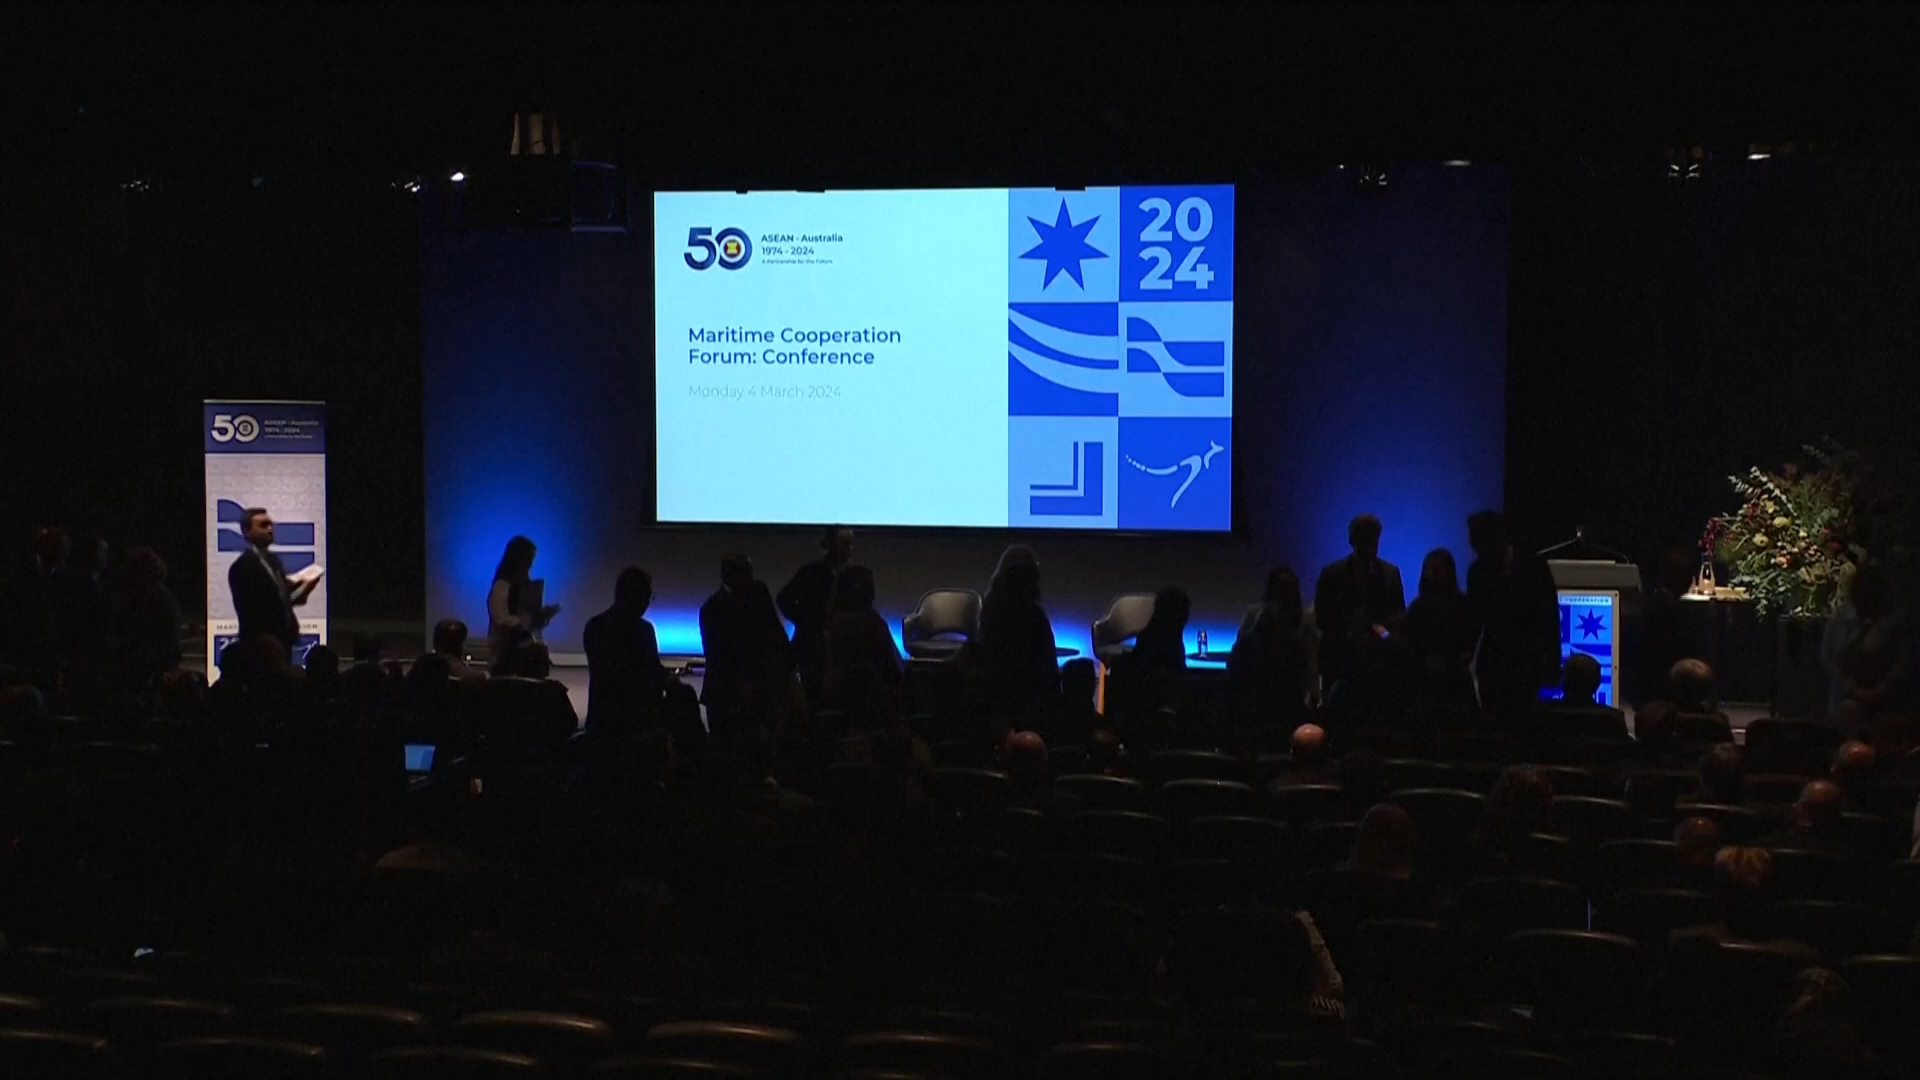 50
ASEAN - Australia
1974 - 2024
A Partnership for the Future
Maritime Cooperation
Forum: Conference
Monday 4 March 2024
20
24
50
ASEAN - Australia
1974 - 2024